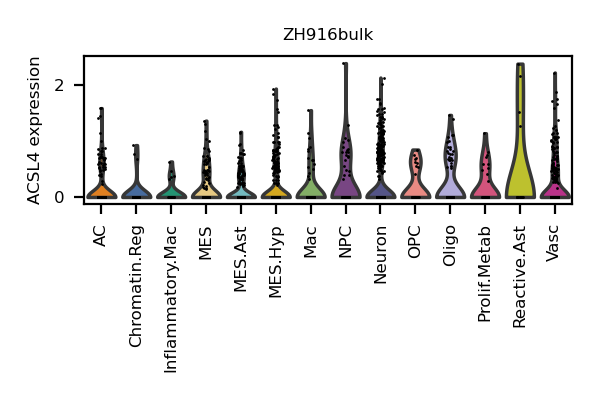 ZH916bulk
ACSL4 expression
2
0
AC
Chromatin.Reg
Inflammatory.Mac
MES
MES.Ast
MES.Hyp
Mac
NPC
Neuron
OPC
Oligo
Prolif.Metab
Reactive.Ast
Vasc